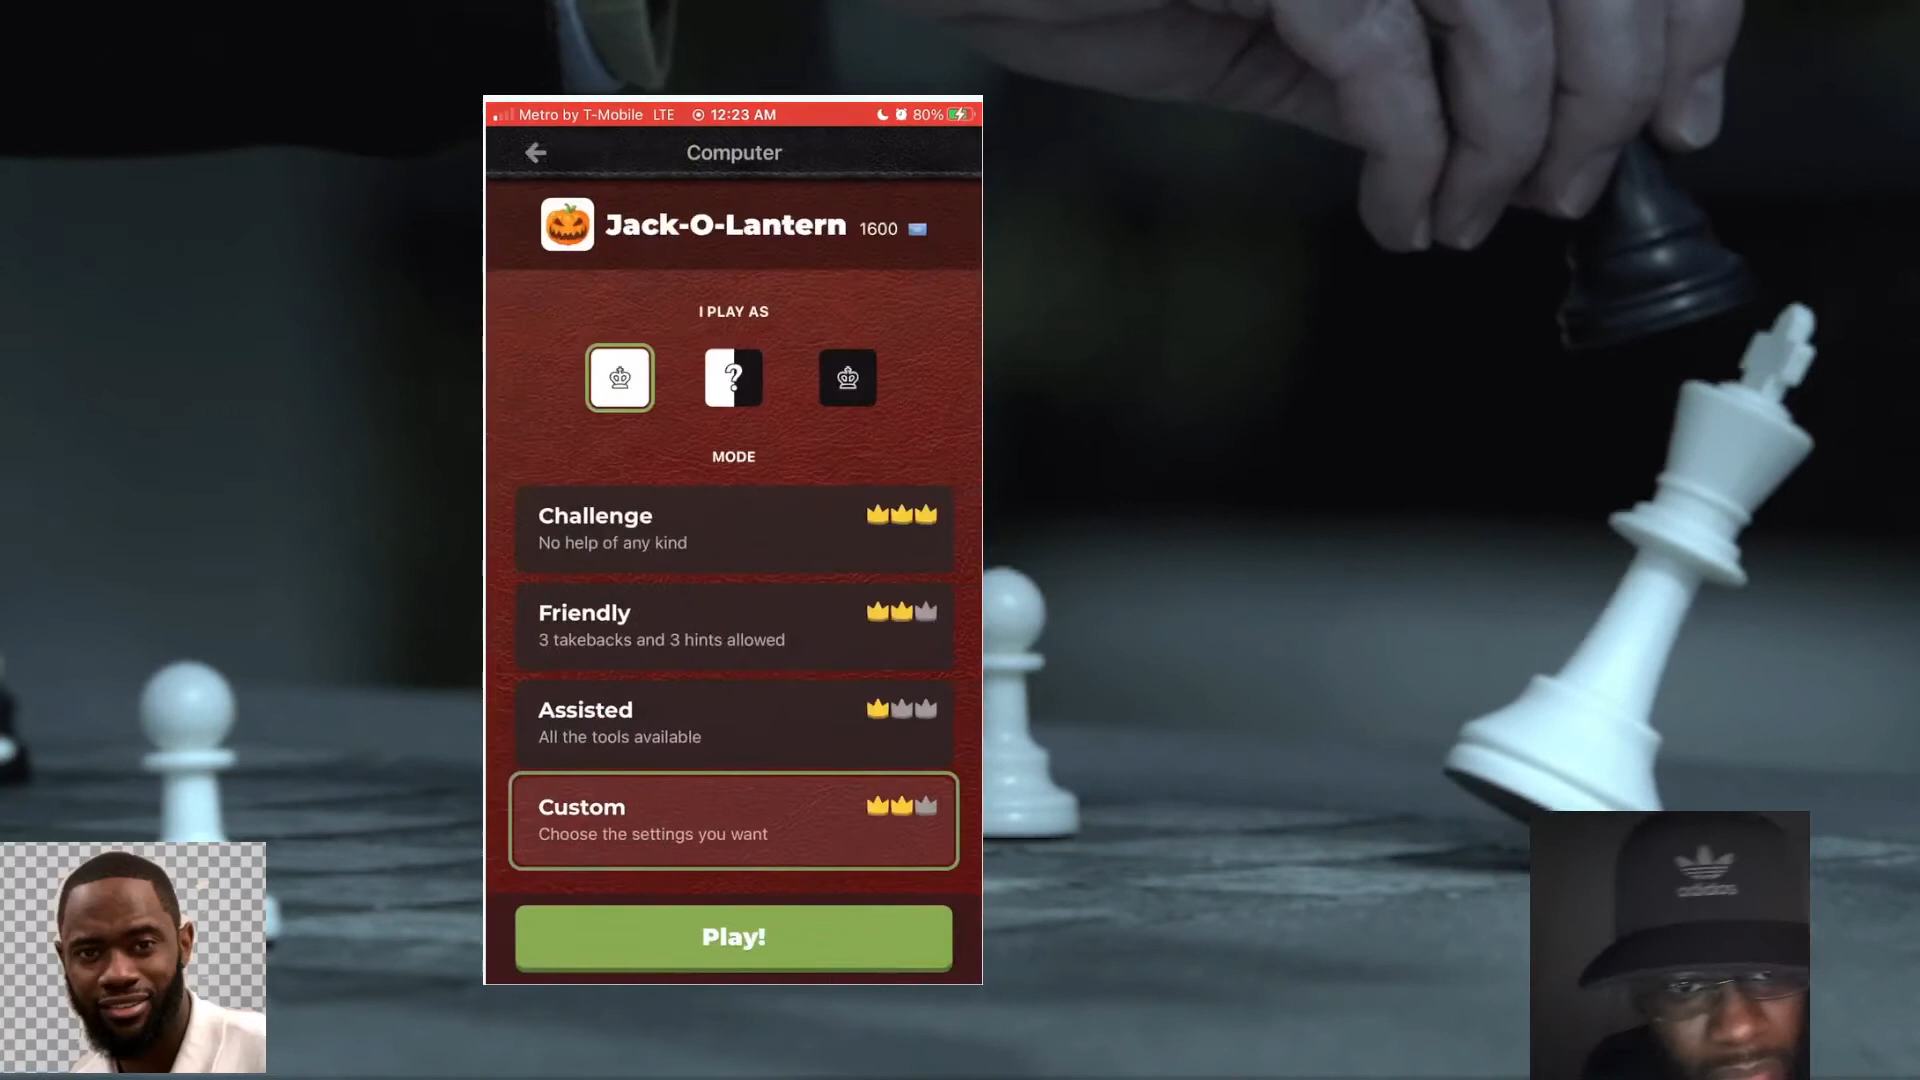 Metro by T-Mobile LTE 12:23 AM 80%
Computer
Jack-O-Lantern 1600
I PLAY AS
?
MODE
Challenge
No help of any kind
Friendly
3 takebacks and 3 hints allowed
Assisted
All the tools available
Custom
Choose the settings you want
Play!
adidas